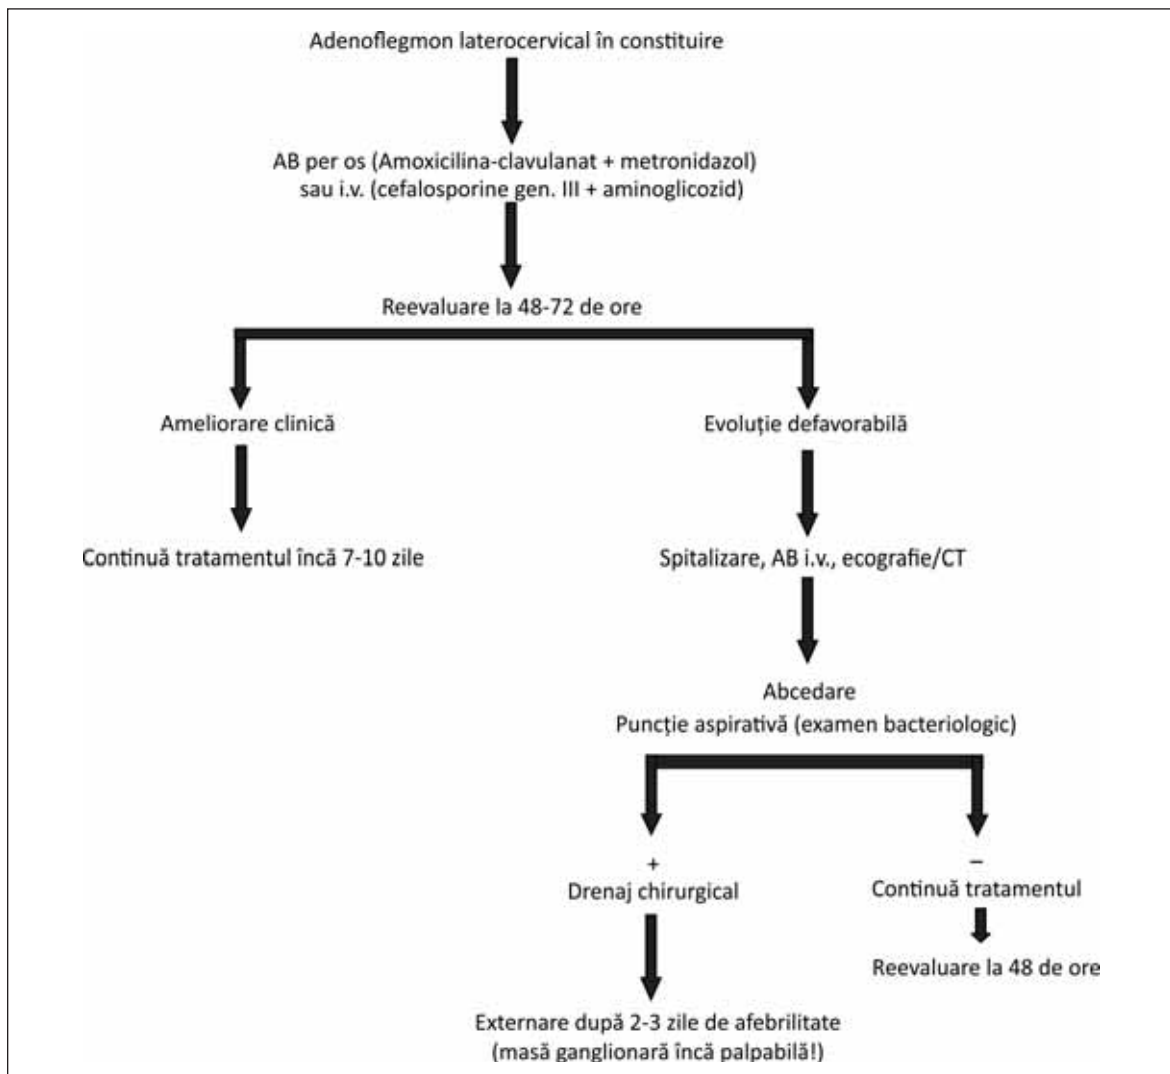 Adenoflegmon laterocervical în constituire
AB per os (Amoxicilina-clavulanat + metronidazol)
sau i.v. (cefalosporine gen. III + aminoglicozid)
Reevaluare la 48-72 de ore
Ameliorare clinică
Evoluție defavorabilă
Continuă tratamentul încă 7-10 zile
Spitalizare, AB i.v., ecografie/CT
Abcedare
Puncție aspirativă (examen bacteriologic)
+
Drenaj chirurgical
–
Continuă tratamentul
Reevaluare la 48 de ore
Externare după 2-3 zile de afebrilitate
(masă ganglionară încă palpabilă!)